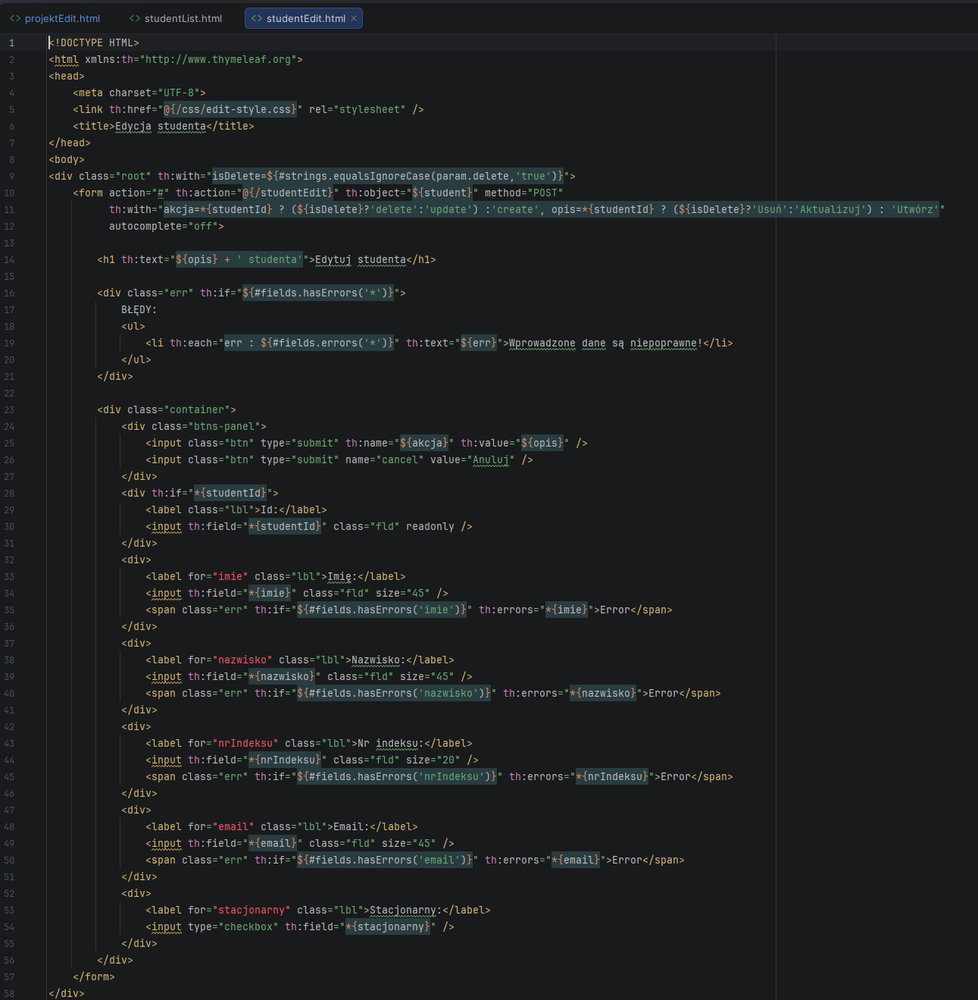 <> projektEdit.html <> studentList.html <> studentEdit.html ×
1 <!DOCTYPE HTML>
2 <html xmlns:th="http://www.thymeleaf.org">
3 <head>
4 <meta charset="UTF-8">
5 <link th:href="@{/css/edit-style.css}" rel="stylesheet" />
6 <title>Edycja studenta</title>
7 </head>
8 <body>
9 <div class="root" th:with="isDelete=${#strings.equalsIgnoreCase(param.delete,'true')}">
10 <form action="#" th:action="@{/studentEdit}" th:object="${student}" method="POST"
11 th:with="akcja=*{studentId} ? (${isDelete}?'delete':'update') :'create', opis=*{studentId} ? (${isDelete}?'Usuń':'Aktualizuj') : 'Utwórz'"
12 autocomplete="off">
13
14 <h1 th:text="${opis} + ' studenta'">Edytuj studenta</h1>
15
16 <div class="err" th:if="${#fields.hasErrors('*')}">
17 BŁĘDY:
18 <ul>
19 <li th:each="err : ${#fields.errors('*')}" th:text="${err}">Wprowadzone dane są niepoprawne!</li>
20 </ul>
21 </div>
22
23 <div class="container">
24 <div class="btns-panel">
25 <input class="btn" type="submit" th:name="${akcja}" th:value="${opis}" />
26 <input class="btn" type="submit" name="cancel" value="Anuluj" />
27 </div>
28 <div th:if="*{studentId}">
29 <label class="lbl">Id:</label>
30 <input th:field="*{studentId}" class="fld" readonly />
31 </div>
32 <div>
33 <label for="imie" class="lbl">Imię:</label>
34 <input th:field="*{imie}" class="fld" size="45" />
35 <span class="err" th:if="${#fields.hasErrors('imie')}" th:errors="*{imie}">Error</span>
36 </div>
37 <div>
38 <label for="nazwisko" class="lbl">Nazwisko:</label>
39 <input th:field="*{nazwisko}" class="fld" size="45" />
40 <span class="err" th:if="${#fields.hasErrors('nazwisko')}" th:errors="*{nazwisko}">Error</span>
41 </div>
42 <div>
43 <label for="nrIndeksu" class="lbl">Nr indeksu:</label>
44 <input th:field="*{nrIndeksu}" class="fld" size="20" />
45 <span class="err" th:if="${#fields.hasErrors('nrIndeksu')}" th:errors="*{nrIndeksu}">Error</span>
46 </div>
47 <div>
48 <label for="email" class="lbl">Email:</label>
49 <input th:field="*{email}" class="fld" size="45" />
50 <span class="err" th:if="${#fields.hasErrors('email')}" th:errors="*{email}">Error</span>
51 </div>
52 <div>
53 <label for="stacjonarny" class="lbl">Stacjonarny:</label>
54 <input type="checkbox" th:field="*{stacjonarny}" />
55 </div>
56 </div>
57 </form>
58 </div>